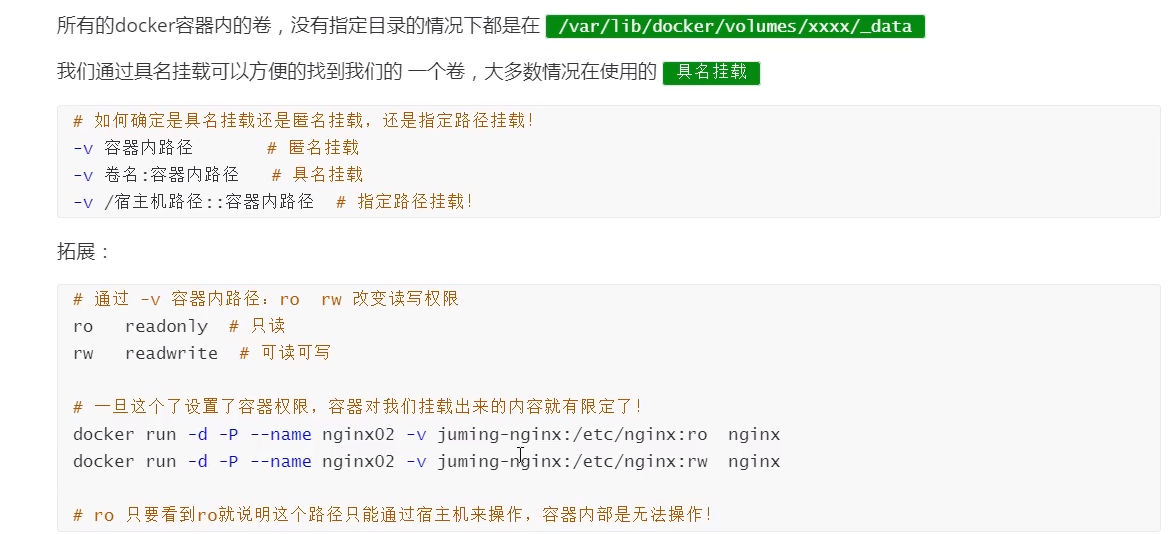 所有的docker容器内的卷，没有指定目录的情况下都是在 /var/lib/docker/volumes/xxxx/_data
我们通过具名挂载可以方便的找到我们的 一个卷，大多数情况在使用的 具名挂载
# 如何确定是具名挂载还是匿名挂载，还是指定路径挂载！
-v 容器内路径 # 匿名挂载
-v 卷名:容器内路径 # 具名挂载
-v /宿主机路径::容器内路径 # 指定路径挂载！
拓展：
# 通过 -v 容器内路径：ro rw 改变读写权限
ro readonly # 只读
rw readwrite # 可读可写
# 一旦这个了设置了容器权限，容器对我们挂载出来的内容就有限定了！
docker run -d -P --name nginx02 -v juming-nginx:/etc/nginx:ro nginx
docker run -d -P --name nginx02 -v juming-nginx:/etc/nginx:rw nginx
# ro 只要看到ro就说明这个路径只能通过宿主机来操作，容器内部是无法操作！